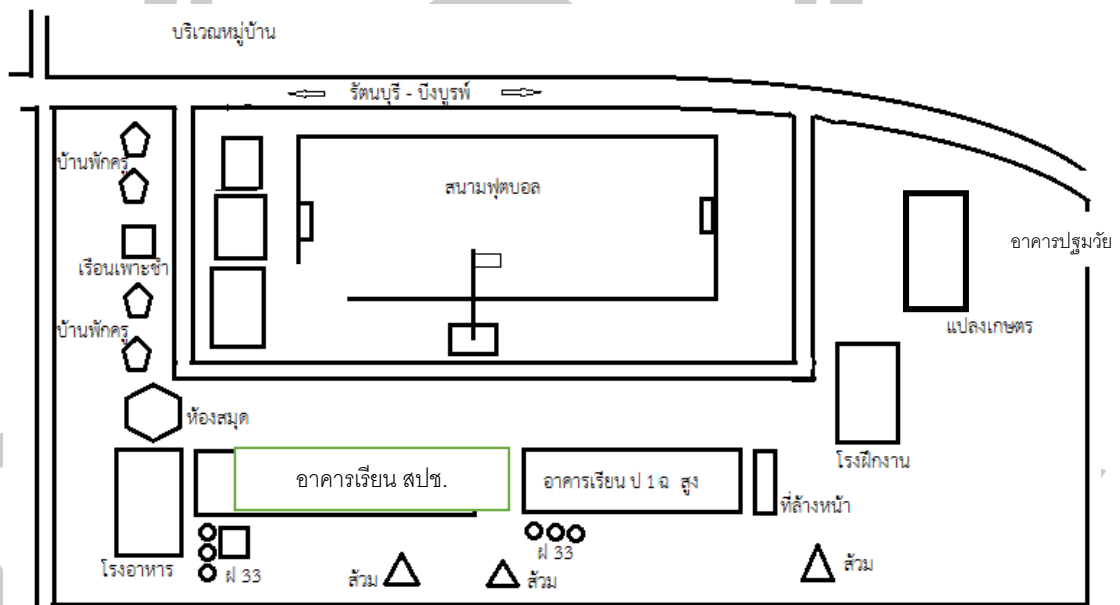 บริเวณหมู่บ้าน
รัตนบุรี - บึงบูรพ์
บ้านพักครู
สนามฟุตบอล
อาคารปฐมวัย
เรือนเพาะชำ
บ้านพักครู
แปลงเกษตร
ห้องสมุด
โรงฝึกงาน
อาคารเรียน สปช.
อาคารเรียน ป 1ฉ สูง
ที่ล้างหน้า
โรงอาหาร
ฝ 33
ส้วม
ส้วม
ฝ 33
ส้วม